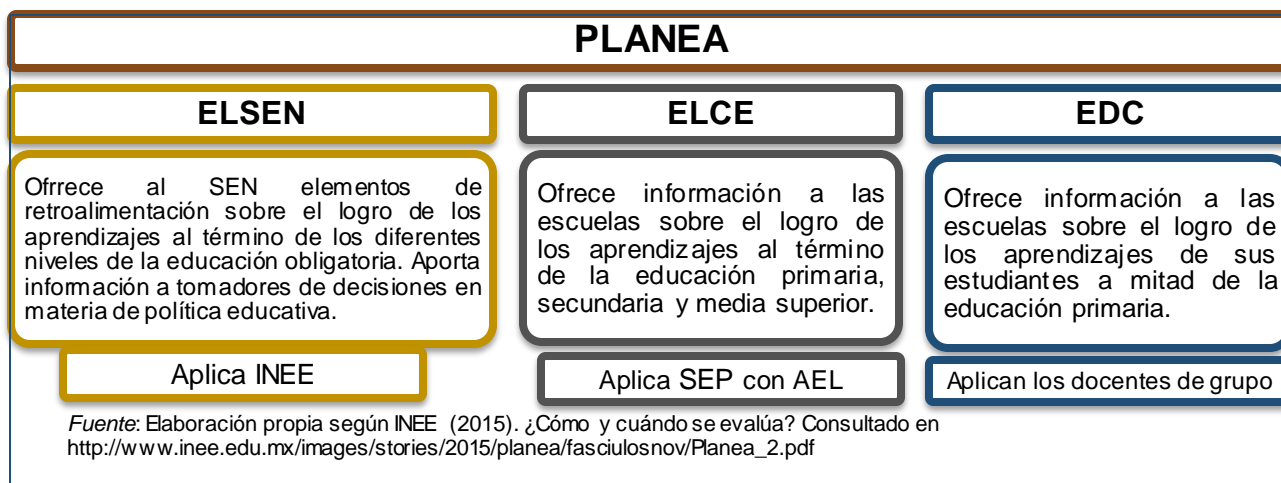 PLANEA
ELSEN
Ofrrece al SEN elementos de
retroalimentación sobre el logro de los
aprendizajes al término de los diferentes
niveles de la educación obligatoria. Aporta
información a tomadores de decisiones en
materia de política educativa.
Aplica INEE
ELCE
Ofrece información a las
escuelas sobre el logro de
los aprendizajes al término
de la educación primaria,
secundaria y media superior.
Aplica SEP con AEL
EDC
Ofrece información a las
escuelas sobre el logro de
los aprendizajes de sus
estudiantes a mitad de la
educación primaria.
Aplican los docentes de grupo
Fuente: Elaboración propia según INEE (2015). ¿Cómo y cuándo se evalúa? Consultado en
http://www.inee.edu.mx/images/stories/2015/planea/fasciulosnov/Planea_2.pdf